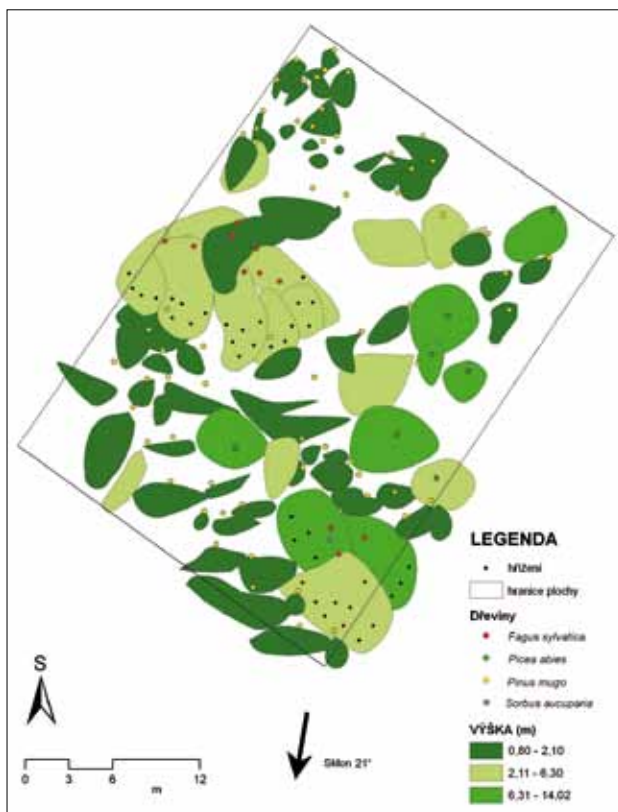 LEGENDA
hřížení
hranice plochy
Dřeviny
Fagus sylvatica
Picea abies
Pinus mugo
Sorbus aucuparia
VÝŠKA (m)
0,80 - 2,10
2,11 - 6,30
6,31 - 14,02
S
Sklon 21°
0 3 6 12
m